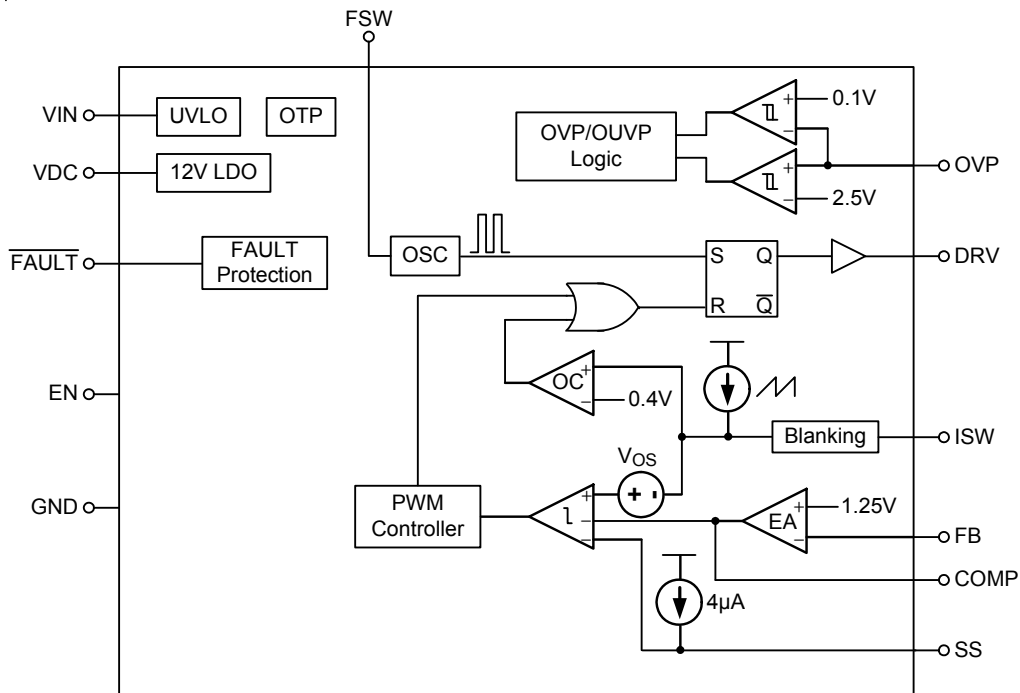 FSW
VIN
UVLO
OTP
0.1V
OVP/OUVP
Logic
VDC
12V LDO
OVP
2.5V
FAULT
FAULT
Protection
OSC
S Q
R Q
DRV
EN
OC
0.4V
Blanking
ISW
VOS
GND
PWM
Controller
EA
1.25V
FB
COMP
4µA
SS